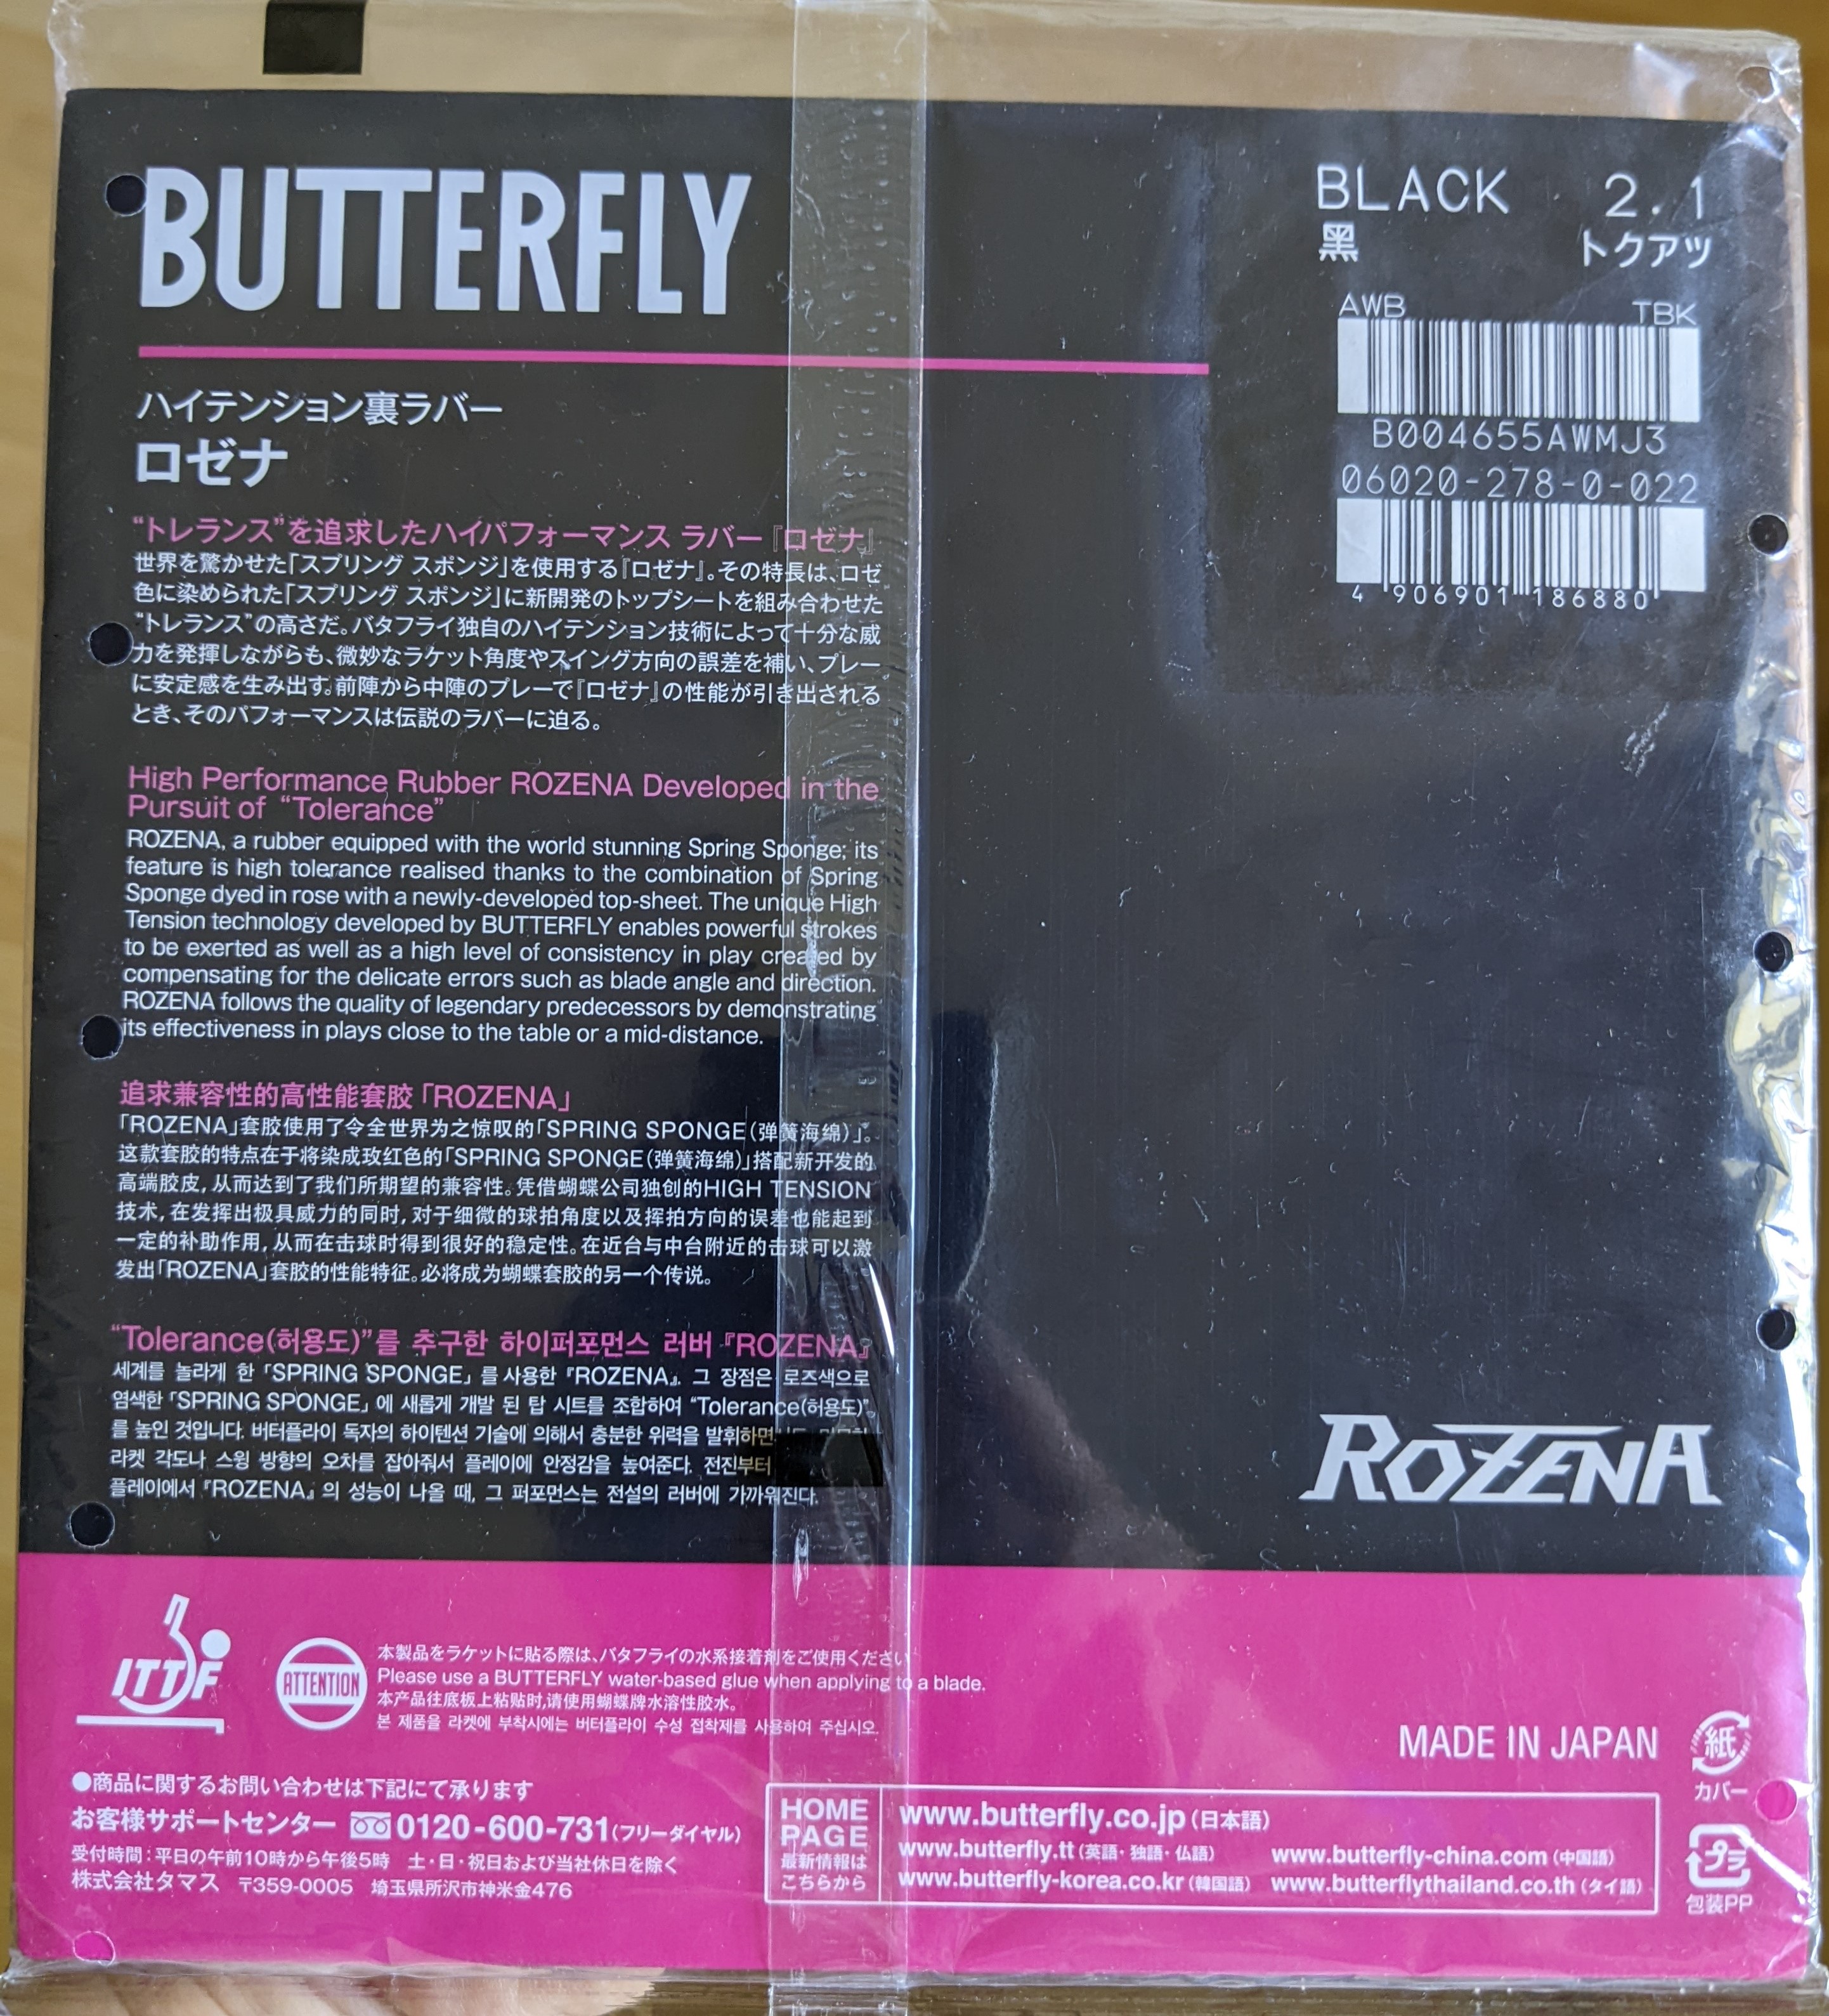 BUTTERFLY
BLACK 2.1
黒 トクアツ
AWB TBK
B004655AWMJ3
06020-278-0-022
4 906901 186880
ハイテンション裏ラバー
ロゼナ
“トレランス”を追求したハイパフォーマンス ラバー『ロゼナ』
世界を驚かせた「スプリング スポンジ」を使用する『ロゼナ』。その特長は、ロゼ
色に染められた「スプリング スポンジ」に新開発のトップシートを組み合わせた
“トレランス”の高さだ。バタフライ独自のハイテンション技術によって十分な威
力を発揮しながらも、微妙なラケット角度やスイング方向の誤差を補い、プレー
に安定感を生み出す。前陣から中陣のプレーで『ロゼナ』の性能が引き出される
とき、そのパフォーマンスは伝説のラバーに迫る。
High Performance Rubber ROZENA Developed in the
Pursuit of “Tolerance”
ROZENA, a rubber equipped with the world stunning Spring Sponge; its
feature is high tolerance realised thanks to the combination of Spring
Sponge dyed in rose with a newly-developed top-sheet. The unique High
Tension technology developed by BUTTERFLY enables powerful strokes
to be exerted as well as a high level of consistency in play created by
compensating for the delicate errors such as blade angle and direction.
ROZENA follows the quality of legendary predecessors by demonstrating
its effectiveness in plays close to the table or a mid-distance.
追求兼容性的高性能套胶「ROZENA」
「ROZENA」套胶使用了令全世界为之惊叹的「SPRING SPONGE(弹簧海绵)」。
这款套胶的特点在于将染成玫红色的「SPRING SPONGE(弹簧海绵)」搭配新开发的
高端胶皮,从而达到了我们所期望的兼容性。凭借蝴蝶公司独创的HIGH TENSION
技术,在发挥出极具威力的同时,对于细微的球拍角度以及挥拍方向的误差也能起到
一定的补助作用,从而在击球时得到很好的稳定性。在近台与中台附近的击球可以激
发出「ROZENA」套胶的性能特征。必将成为蝴蝶套胶的另一个传说。
“Tolerance(허용도)”를 추구한 하이퍼포먼스 러버 『ROZENA』
세계를 놀라게 한 「SPRING SPONGE」 를 사용한 『ROZENA』. 그 장점은 로즈색으로
염색한 「SPRING SPONGE」 에 새롭게 개발 된 탑 시트를 조합하여 “Tolerance(허용도)”
를 높인 것입니다. 버터플라이 독자의 하이텐션 기술에 의해서 충분한 위력을
라켓 각도나 스윙 방향의 오차를 잡아줘서 플레이에 안정감을 높여준다. 전진부터
플레이에서 『ROZENA』 의 성능이 나올 때, 그 퍼포먼스는 전설의 러버에 가까워진다.
ROZENA
ITTF
ATTENTION
本製品をラケットに貼る際は、バタフライの水系接着剤をご使用ください
Please use a BUTTERFLY water-based glue when applying to a blade.
本产品往底板上粘贴时,请使用蝴蝶牌水溶性胶水。
본 제품을 라켓에 부착시에는 버터플라이 수성 접착제를 사용하여 주십시오.
MADE IN JAPAN
紙
カバー
●商品に関するお問い合わせは下記にて承ります
お客様サポートセンター 0120-600-731(フリーダイヤル)
受付時間:平日の午前10時から午後5時 土・日・祝日および当社休日を除く
株式会社タマス 〒359-0005 埼玉県所沢市神米金476
HOME
PAGE
最新情報は
こちらから
www.butterfly.co.jp(日本語)
www.butterfly.tt(英語・独語・仏語) www.butterfly-china.com(中国語)
www.butterfly-korea.co.kr(韓国語) www.butterflythailand.co.th(タイ語)
プラ
包装PP